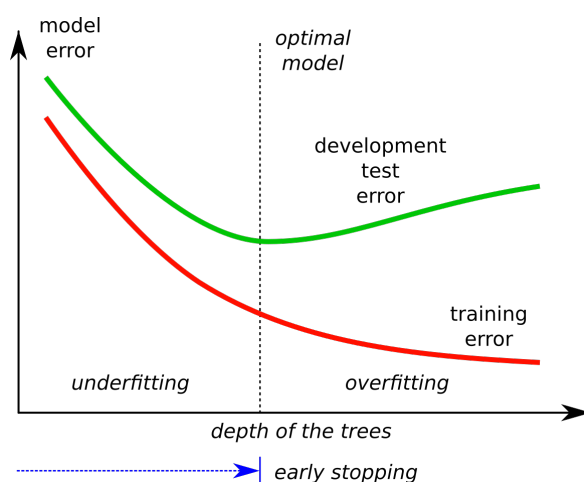 model
error
optimal
model
development
test
error
training
error
underfitting
overfitting
depth of the trees
early stopping